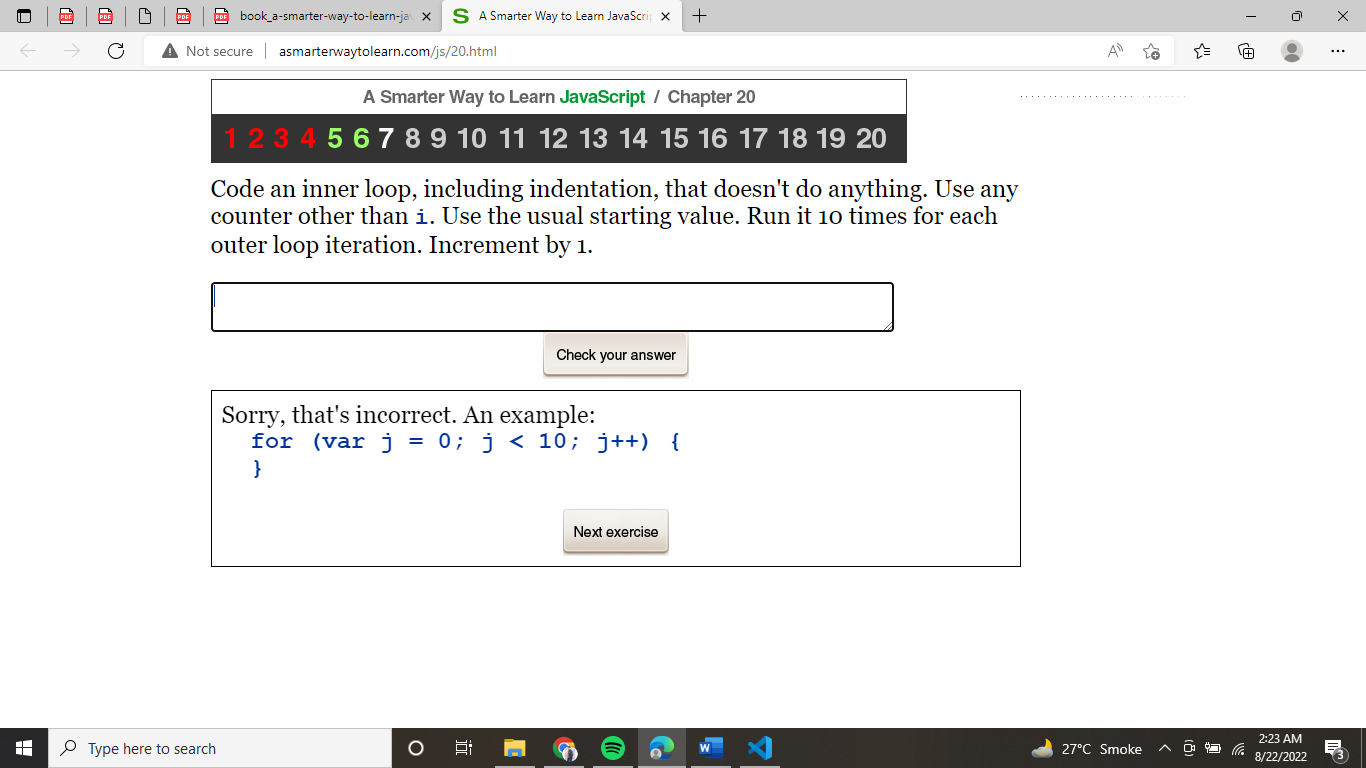 book_a-smarter-way-to-learn-ja
A Smarter Way to Learn JavaScri
Not secure
asmarterwaytolearn.com/js/20.html
A Smarter Way to Learn JavaScript / Chapter 20
1 2 3 4 5 6 7 8 9 10 11 12 13 14 15 16 17 18 19 20
Code an inner loop, including indentation, that doesn't do anything. Use any
counter other than i. Use the usual starting value. Run it 10 times for each
outer loop iteration. Increment by 1.
Check your answer
Sorry, that's incorrect. An example:
for (var j = 0; j < 10; j++) {
}
Next exercise
Type here to search
27°C Smoke
2:23 AM
8/22/2022
3